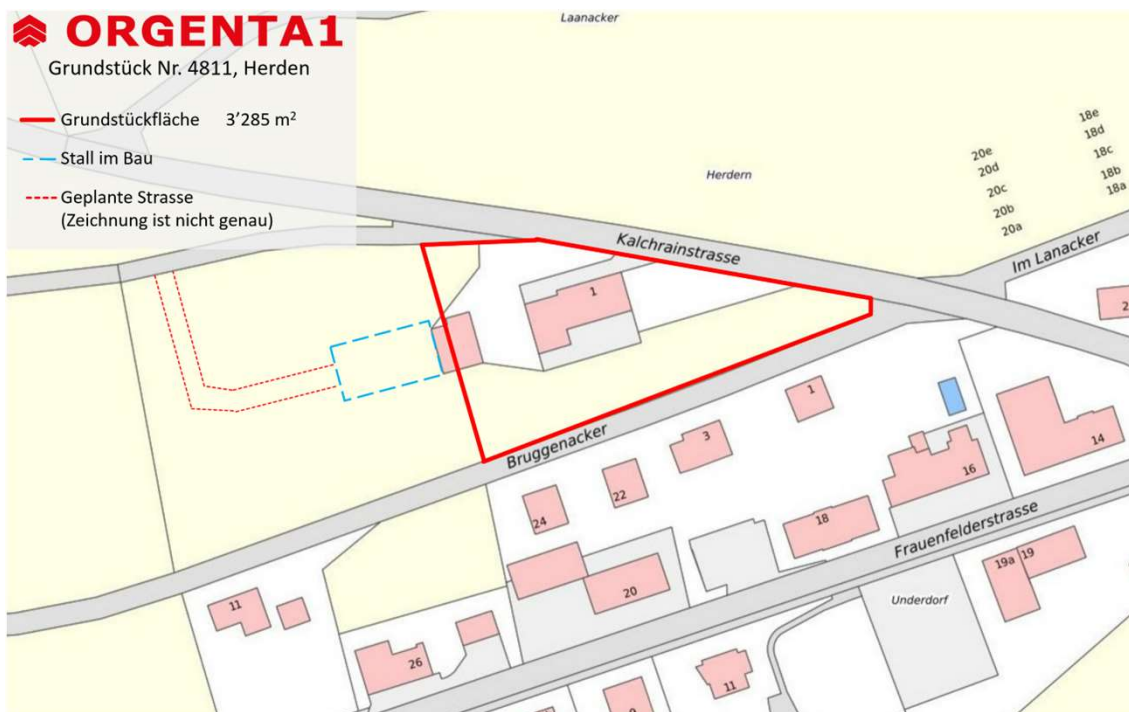 ORGENTA1
Grundstück Nr. 4811, Herden
Grundstückfläche 3’285 m²
Stall im Bau
Geplante Strasse
(Zeichnung ist nicht genau)
Laanacker
Herdern
18e
18d
18c
18b
18a
20e
20d
20c
20b
20a
Kalchrainstrasse
Im Lanacker
1
2
Bruggenacker
1
3
22
24
20
18
16
14
Frauenfelderstrasse
19a
19
Underdorf
11
26
11